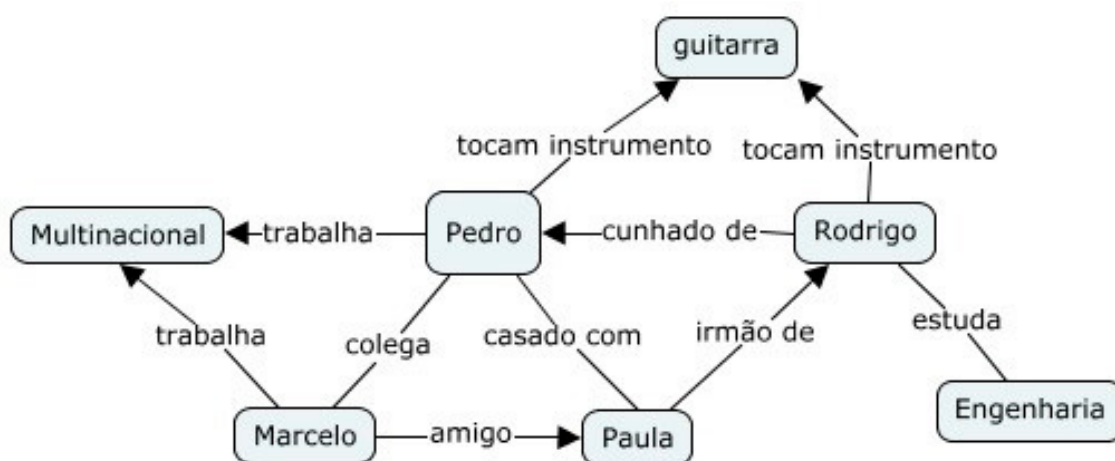 guitarra
tocam instrumento
tocam instrumento
Multinacional
trabalha
Pedro
cunhado de
Rodrigo
trabalha
colega
casado com
irmão de
estuda
Marcelo
amigo
Paula
Engenharia